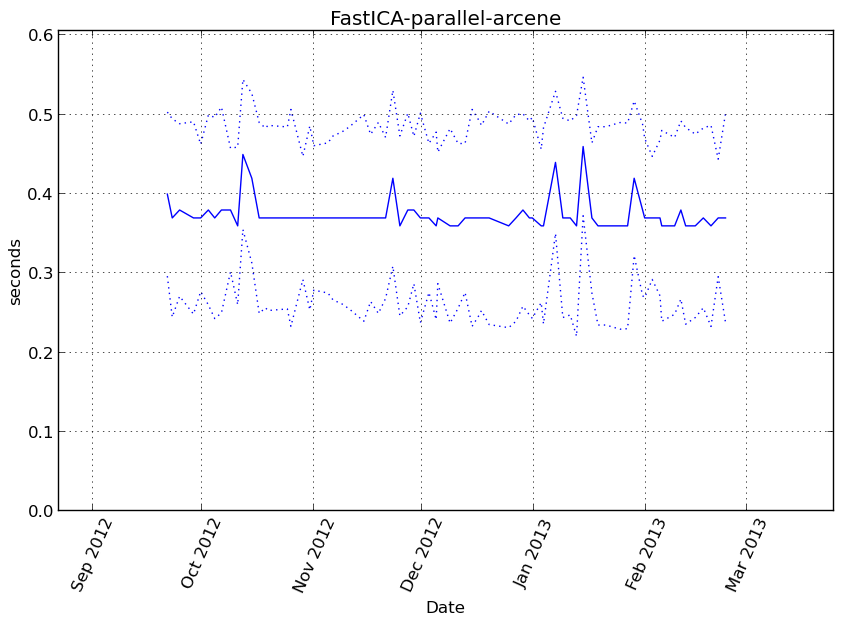 FastICA-parallel-arcene
0.6
0.5
0.4
0.3
0.2
0.1
0.0
seconds
Sep 2012
Oct 2012
Nov 2012
Dec 2012
Jan 2013
Feb 2013
Mar 2013
Date